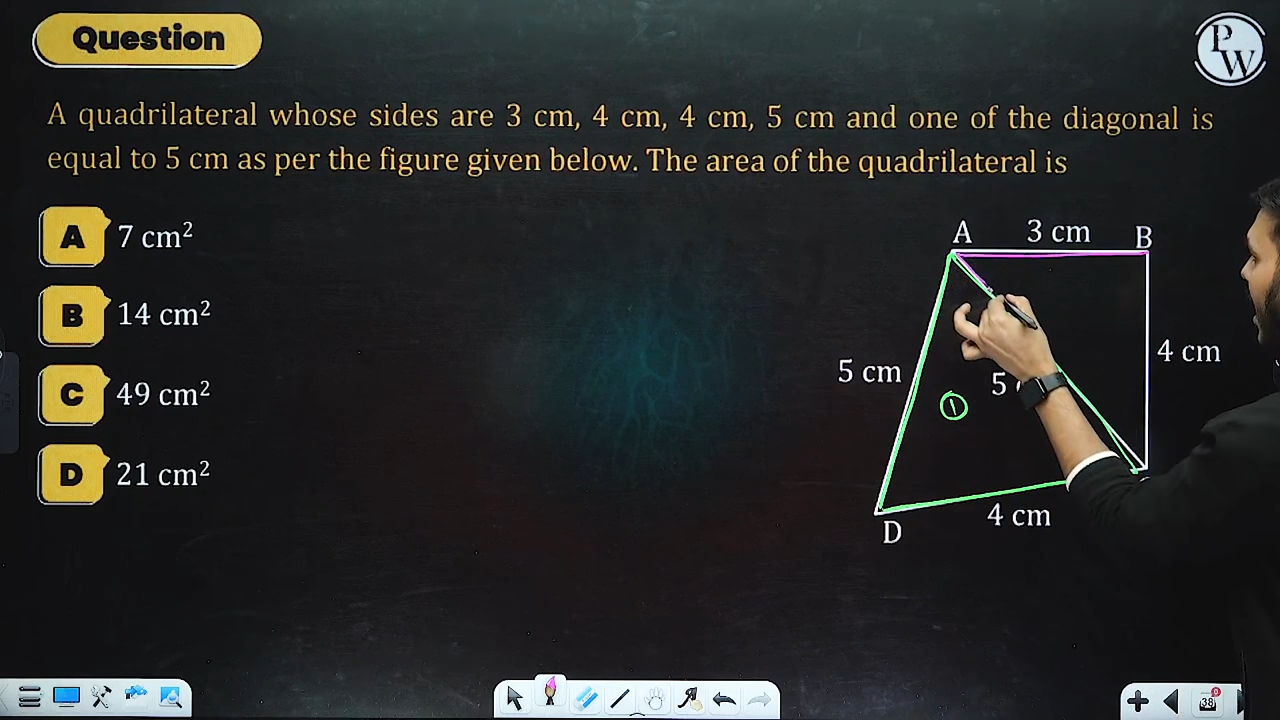 Question
PW
A quadrilateral whose sides are 3 cm, 4 cm, 4 cm, 5 cm and one of the diagonal is
equal to 5 cm as per the figure given below. The area of the quadrilateral is
A 7 cm²
B 14 cm²
C 49 cm²
D 21 cm²
A 3 cm B
5 cm
5
4 cm
1
4 cm
D